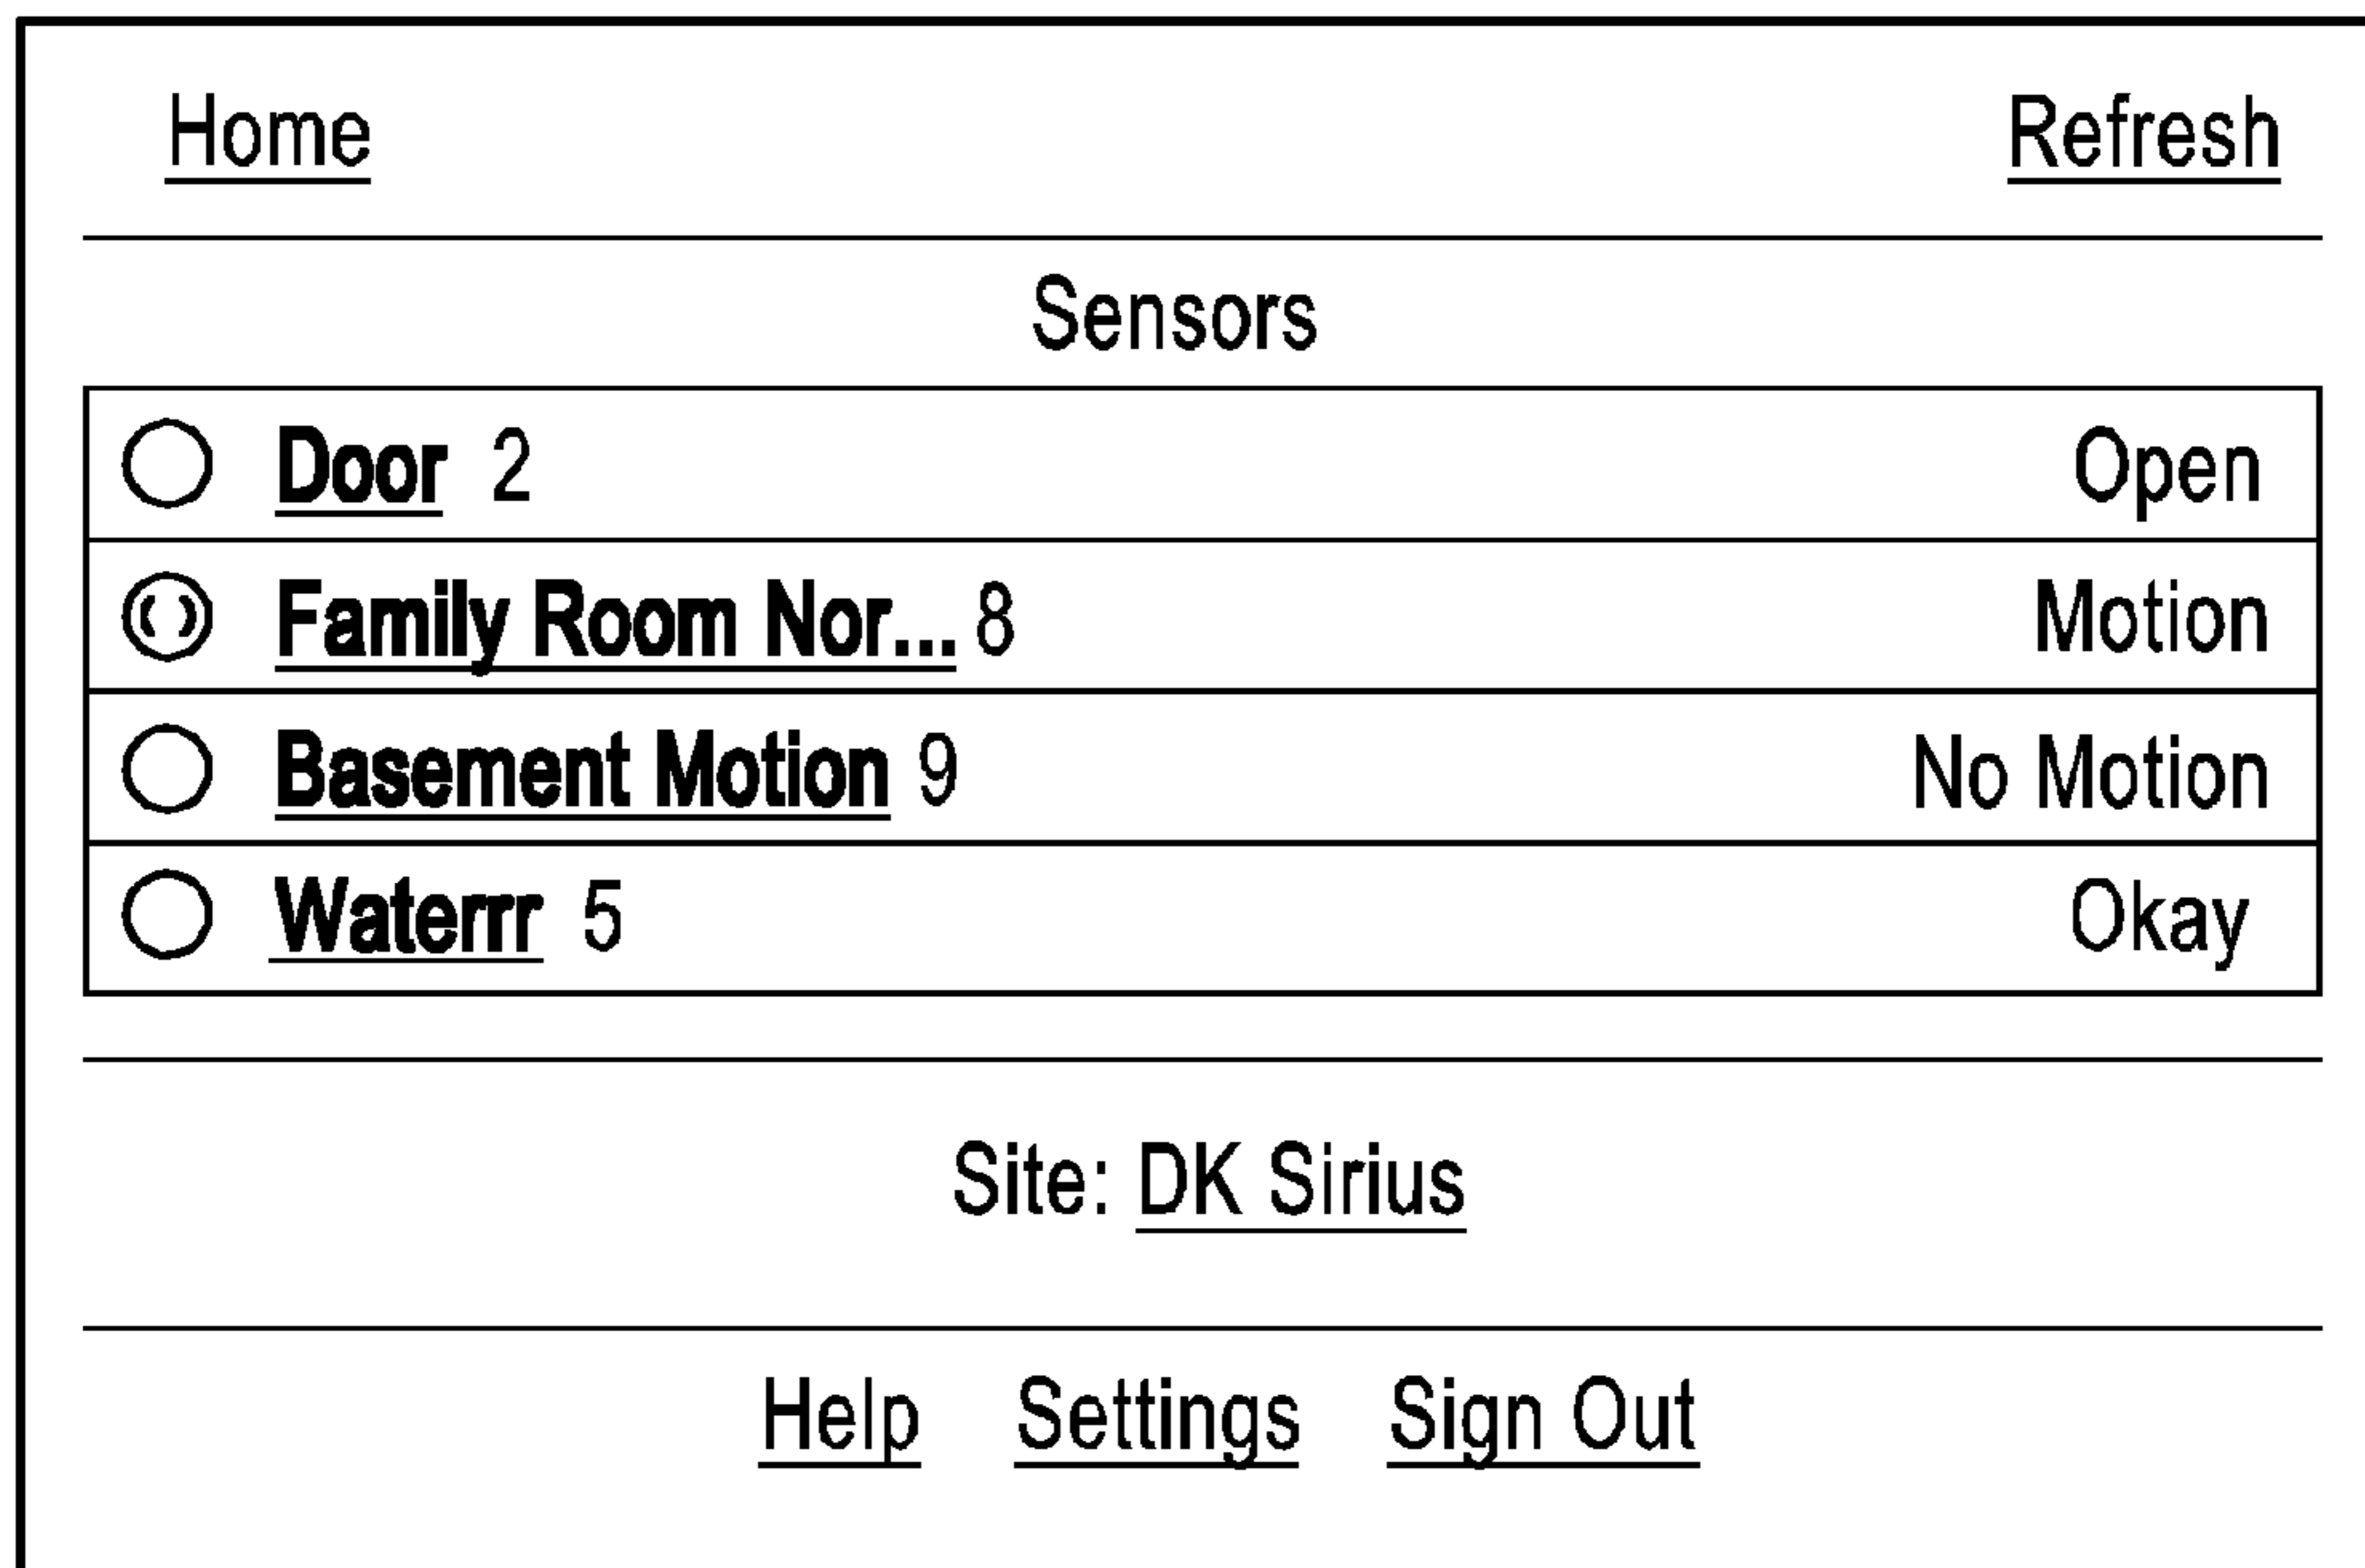 Home Refresh
Sensors
Door 2 Open
Family Room Nor... 8 Motion
Basement Motion 9 No Motion
Waterrr 5 Okay
Site: DK Sirius
Help Settings Sign Out